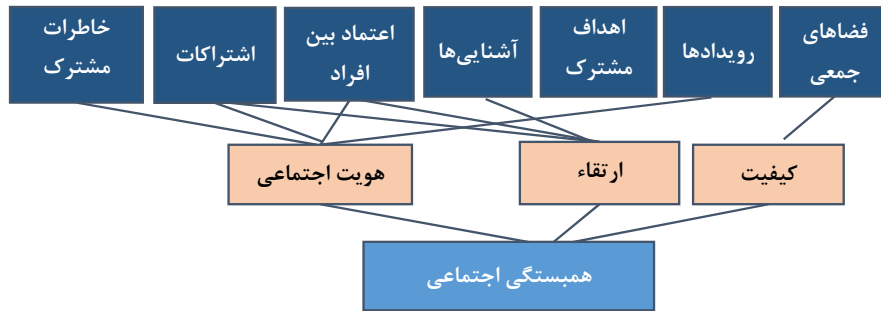 فضاهای
جمعی
رویدادها
اهداف
مشترک
آشنایی‌ها
اعتماد بین
افراد
اشتراکات
خاطرات
مشترک
کیفیت
ارتقاء
هویت اجتماعی
همبستگی اجتماعی